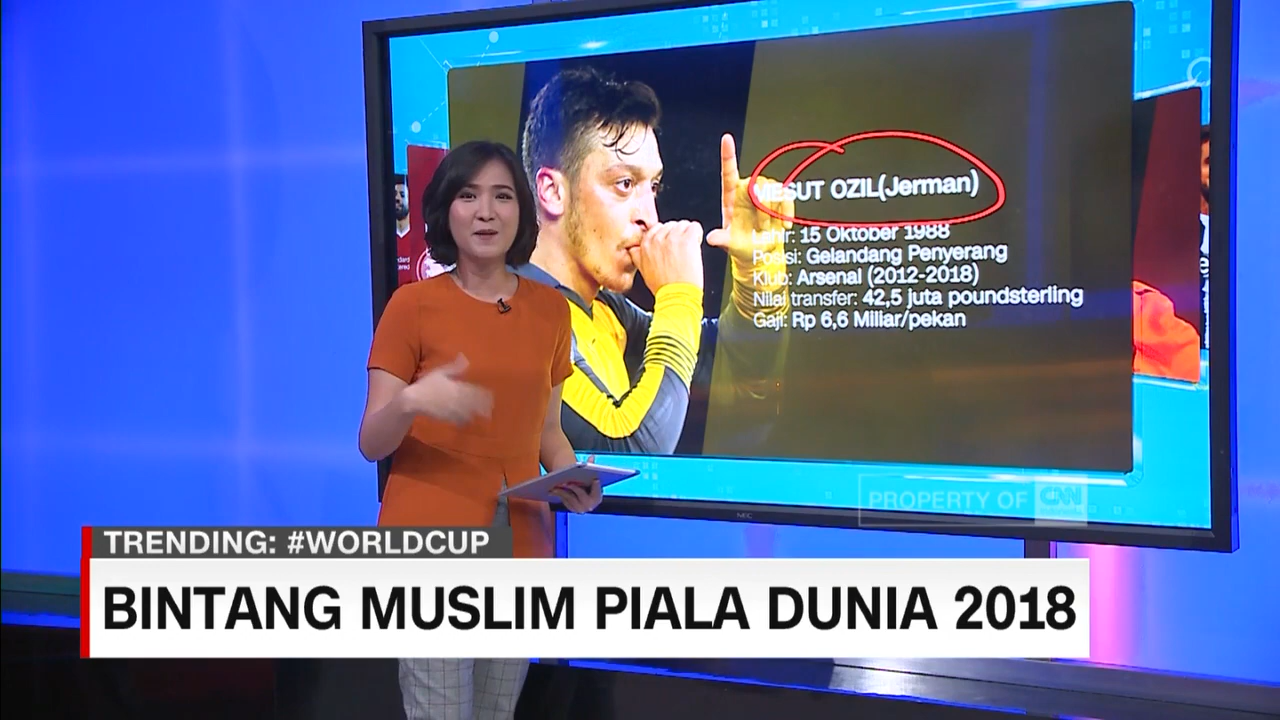 MESUT OZIL(Jerman)
Lahir: 15 Oktober 1988
Posisi: Gelandang Penyerang
Klub: Arsenal (2012-2018)
Nilai transfer: 42,5 juta poundsterling
Gaji: Rp 6,6 Miliar/pekan
PROPERTY OF CNN
NEC
TRENDING: #WORLDCUP
BINTANG MUSLIM PIALA DUNIA 2018